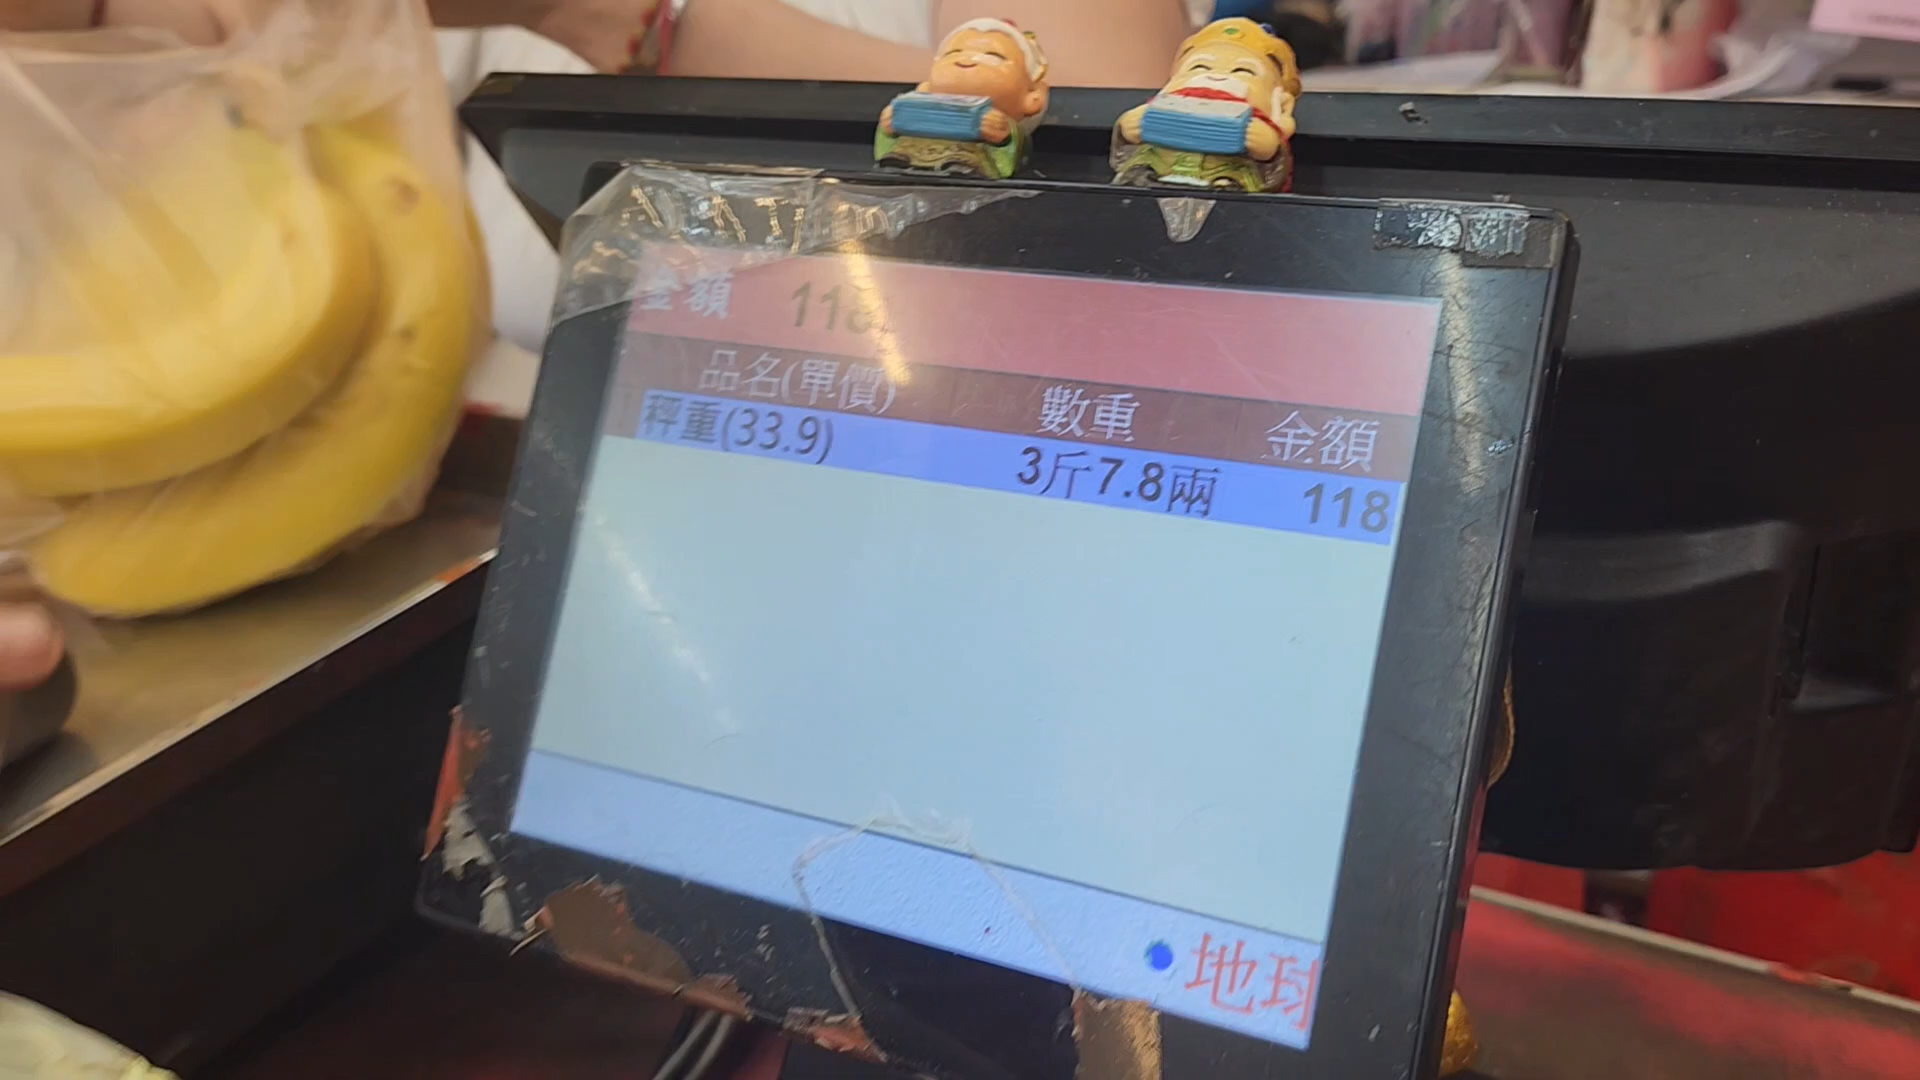 金額 118
品名(單價) 數重 金額
秤重(33.9) 3斤7.8兩 118
地球